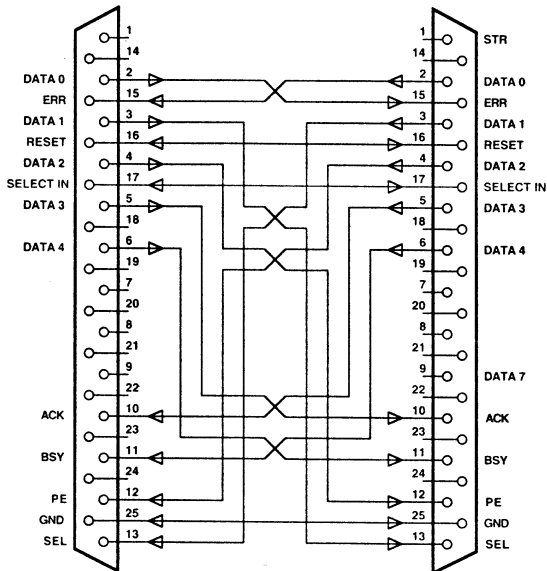 1 1 STR
14 14
DATA 0 2 2 DATA 0
ERR 15 15 ERR
DATA 1 3 3 DATA 1
RESET 16 16 RESET
DATA 2 4 4 DATA 2
SELECT IN 17 17 SELECT IN
DATA 3 5 5 DATA 3
18 18
DATA 4 6 6 DATA 4
19 19
7 7
20 20
8 8
21 21
9 9 DATA 7
22 22
ACK 10 10 ACK
23 23
BSY 11 11 BSY
24 24
PE 12 12 PE
GND 25 25 GND
SEL 13 13 SEL